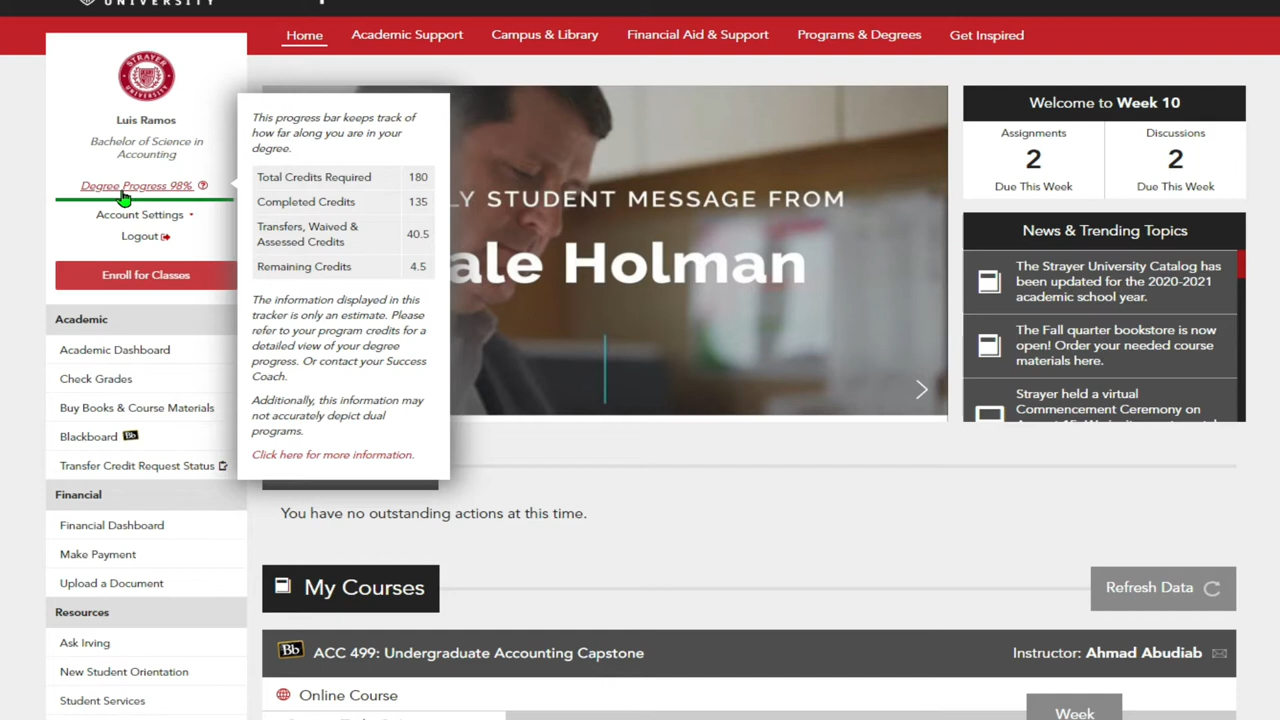 UNIVERSITY
Home
Academic Support
Campus & Library
Financial Aid & Support
Programs & Degrees
Get Inspired
STRAYER
UNIVERSITY
Luis Ramos
Bachelor of Science in
Accounting
Degree Progress 98%
Account Settings
Logout
Enroll for Classes
Academic
Academic Dashboard
Check Grades
Buy Books & Course Materials
Blackboard Bb
Transfer Credit Request Status
Financial
Financial Dashboard
Make Payment
Upload a Document
Resources
Ask Irving
New Student Orientation
Student Services
This progress bar keeps track of
how far along you are in your
degree.
Total Credits Required 180
Completed Credits 135
Transfers, Waived &
Assessed Credits 40.5
Remaining Credits 4.5
The information displayed in this
tracker is only an estimate. Please
refer to your program credits for a
detailed view of your degree
progress. Or contact your Success
Coach.
Additionally, this information may
not accurately depict dual
programs.
Click here for more information.
LY STUDENT MESSAGE FROM
ale Holman
Welcome to Week 10
Assignments
2
Due This Week
Discussions
2
Due This Week
News & Trending Topics
The Strayer University Catalog has
been updated for the 2020-2021
academic school year.
The Fall quarter bookstore is now
open! Order your needed course
materials here.
Strayer held a virtual
Commencement Ceremony on
You have no outstanding actions at this time.
My Courses
Refresh Data
Bb ACC 499: Undergraduate Accounting Capstone
Instructor: Ahmad Abudiab
Online Course
Week